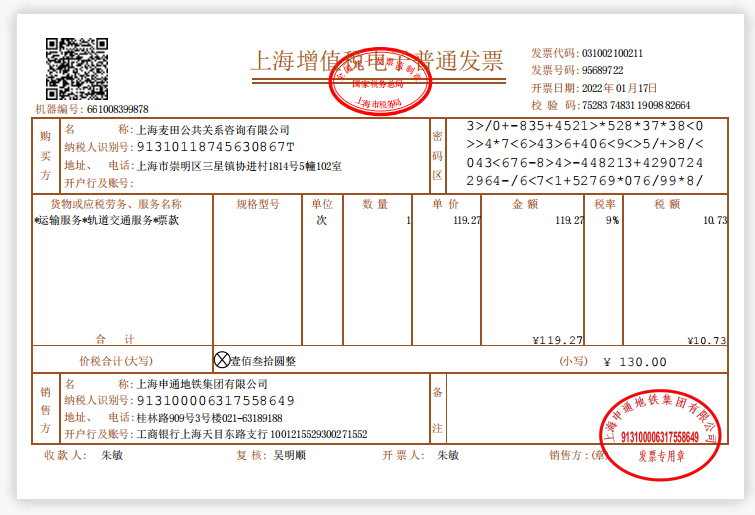 上海增值税电子普通发票
国家税务总局
上海市税务局
发票代码:031002100211
发票号码:95689722
开票日期:2022年01月17日
校 验 码:75283 74831 19098 82664
机器编号:661008399878
购买方
名 称:上海麦田公共关系咨询有限公司
纳税人识别号:91310118745630867T
地址、 电话:上海市崇明区三星镇协进村1814号5幢102室
开户行及账号:
密码区
3>/0+-835+4521>*528*37*38<0
>>4*7<6>43>6+406<9<>5/+>8/<
043<676-8>4>-448213+4290724
2964-/6<7<1+52769*076/99*8/
货物或应税劳务、服务名称 规格型号 单位 数 量 单 价 金 额 税率 税 额
*运输服务*轨道交通服务*票款 次 1 119.27 119.27 9% 10.73
合 计 ¥119.27 ¥10.73
价税合计(大写) ⊗壹佰叁拾圆整 (小写) ¥ 130.00
销售方
名 称:上海申通地铁集团有限公司
纳税人识别号:913100006317558649
地址、 电话:桂林路909号3号楼021-63189188
开户行及账号:工商银行上海天目东路支行 1001215529300271552
备注
上海申通地铁集团有限公司
913100006317558649
发票专用章
收 款 人: 朱敏 复 核:吴明顺 开 票 人: 朱敏 销售方:(章)